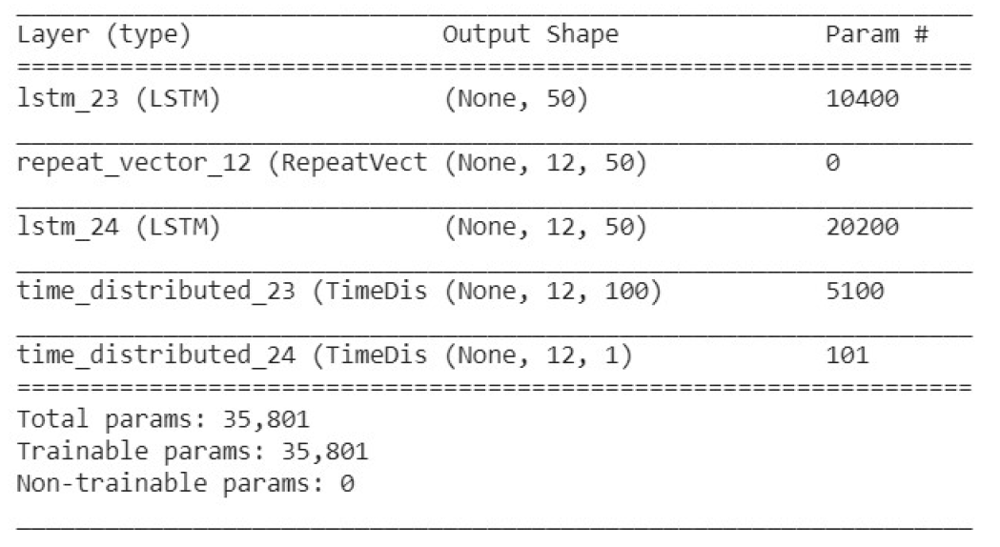 Layer (type) Output Shape Param #
=================================================================
lstm_23 (LSTM) (None, 50) 10400
_________________________________________________________________
repeat_vector_12 (RepeatVect (None, 12, 50) 0
_________________________________________________________________
lstm_24 (LSTM) (None, 12, 50) 20200
_________________________________________________________________
time_distributed_23 (TimeDis (None, 12, 100) 5100
_________________________________________________________________
time_distributed_24 (TimeDis (None, 12, 1) 101
=================================================================
Total params: 35,801
Trainable params: 35,801
Non-trainable params: 0